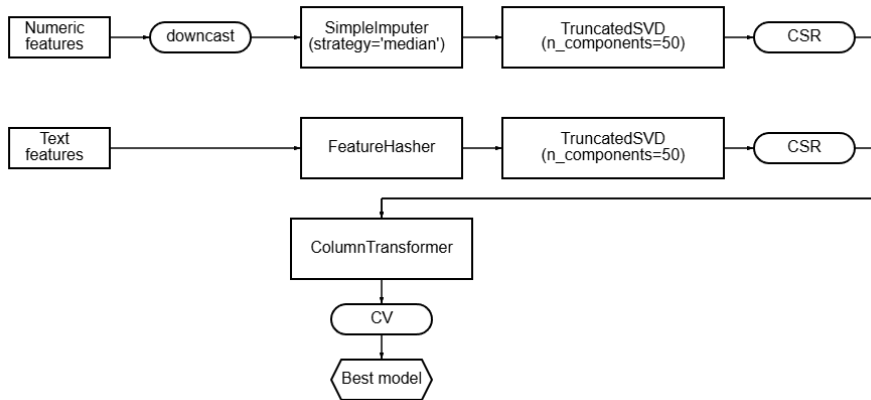 Numeric
features
downcast
SimpleImputer
(strategy='median')
TruncatedSVD
(n_components=50)
CSR
Text
features
FeatureHasher
TruncatedSVD
(n_components=50)
CSR
ColumnTransformer
CV
Best model